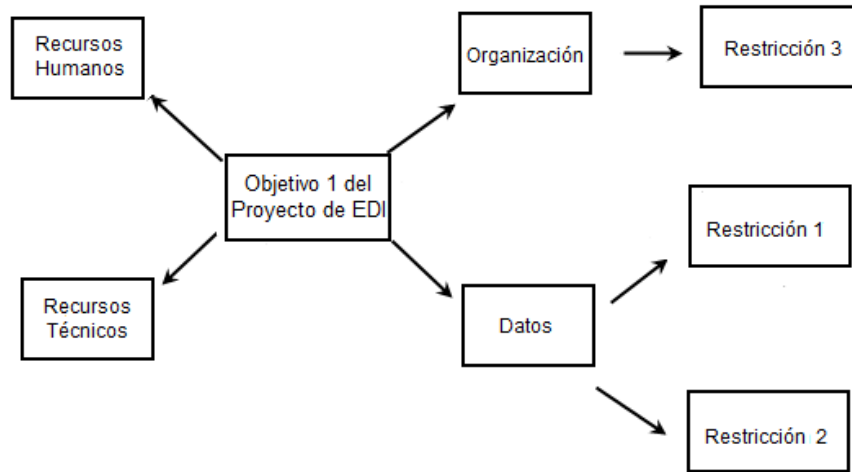 Recursos
Humanos
Organización
Restricción 3
Objetivo 1 del
Proyecto de EDI
Restricción 1
Recursos
Técnicos
Datos
Restricción 2